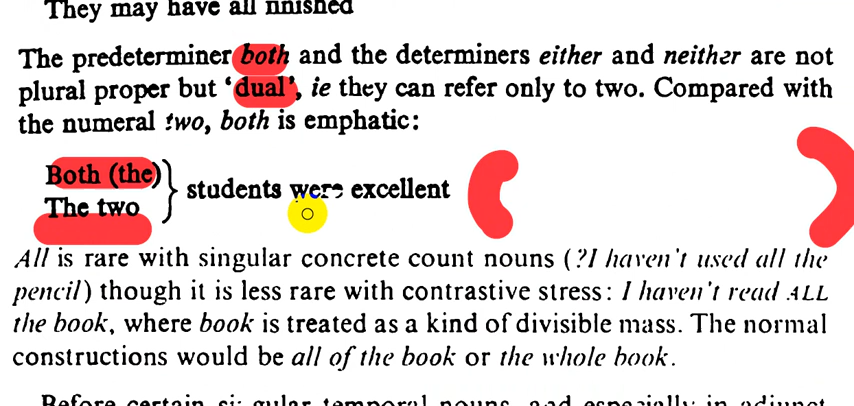 They may have all finished
The predeterminer both and the determiners either and neither are not
plural proper but ‘dual’, ie they can refer only to two. Compared with
the numeral two, both is emphatic:
Both (the)
The two
students were excellent
All is rare with singular concrete count nouns (?I haven't used all the
pencil) though it is less rare with contrastive stress: I haven't read ALL
the book, where book is treated as a kind of divisible mass. The normal
constructions would be all of the book or the whole book.
Before certain singular temporal nouns, and especially in adjunct